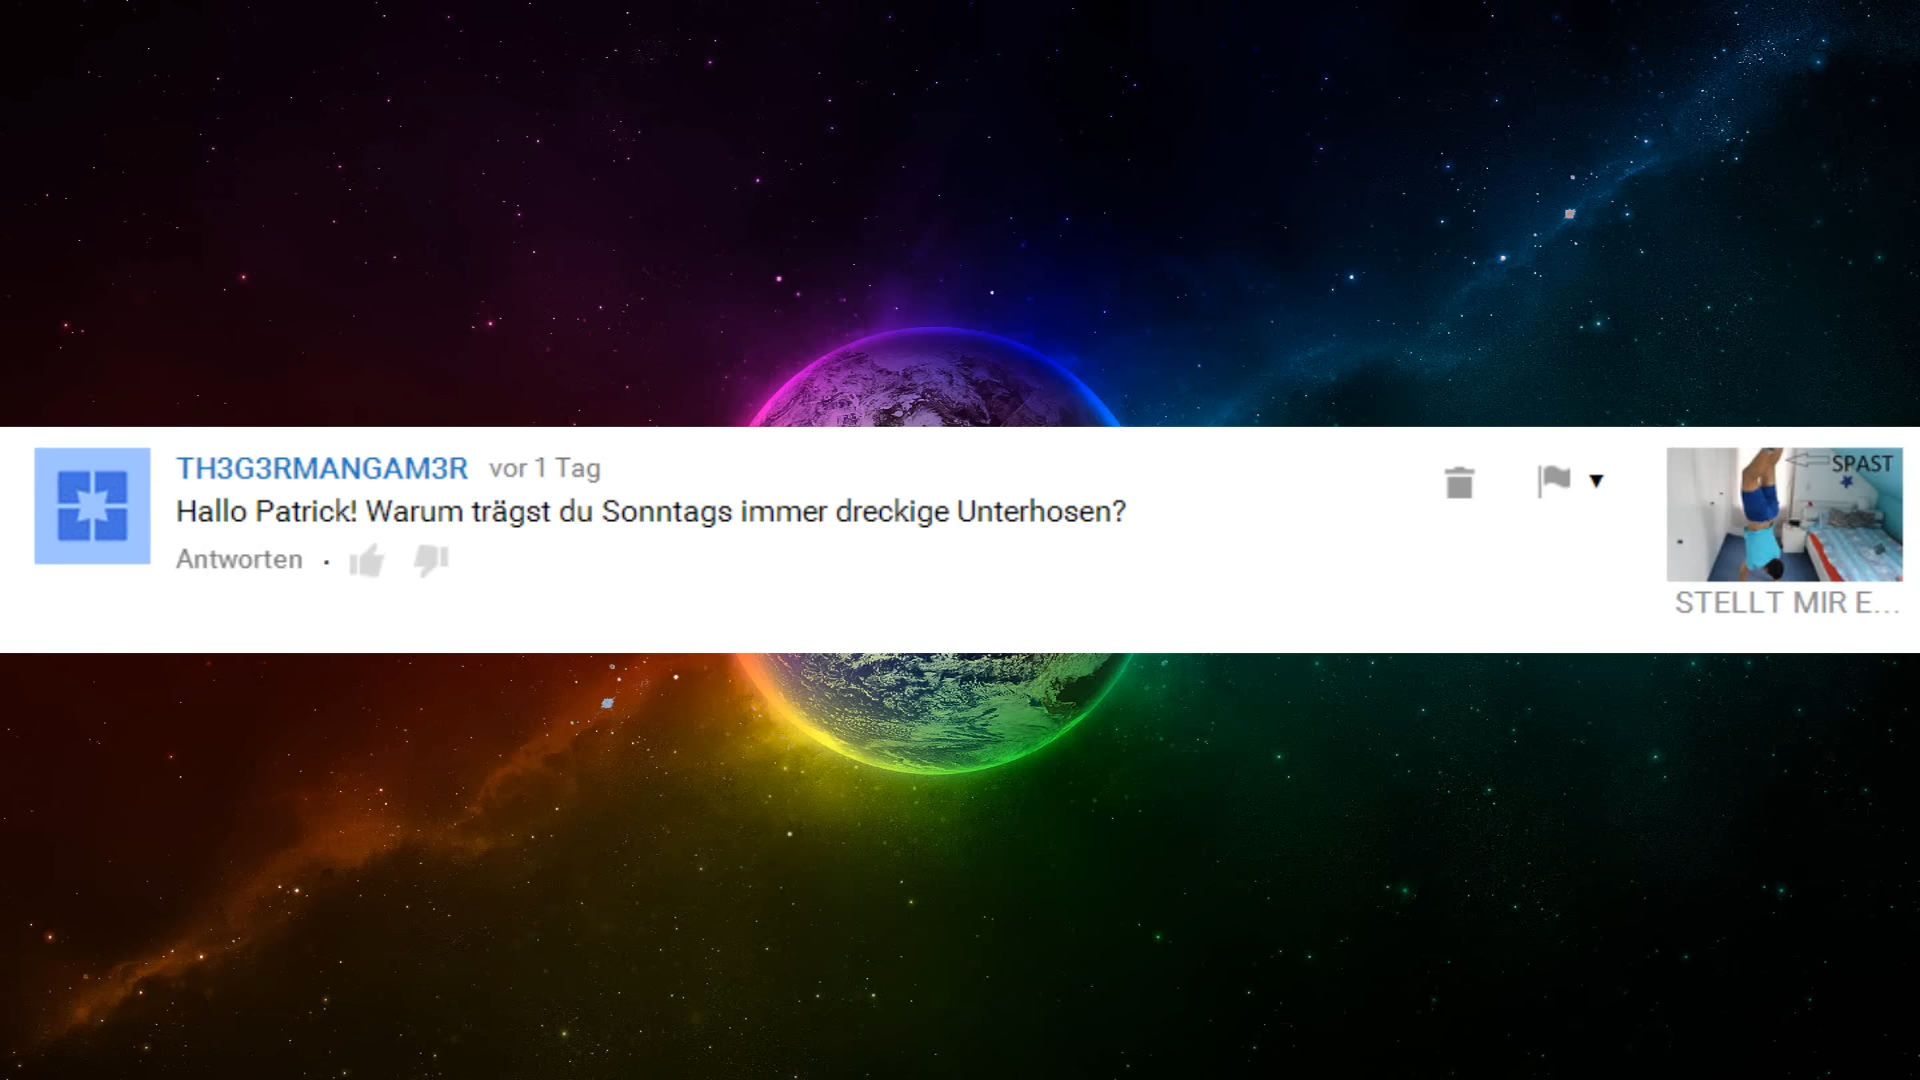 TH3G3RMANGAM3R vor 1 Tag
Hallo Patrick! Warum trägst du Sonntags immer dreckige Unterhosen?
Antworten ·
SPAST
STELLT MIR E...